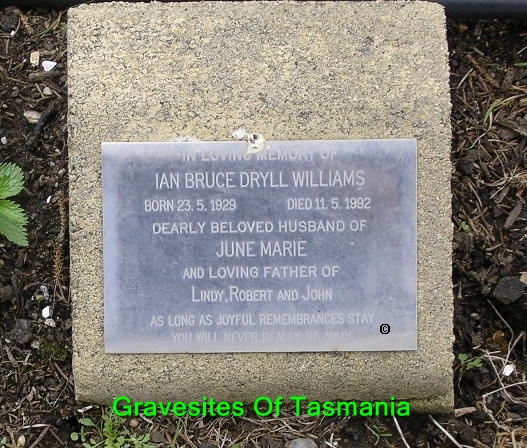 IN LOVING MEMORY OF
IAN BRUCE DRYLL WILLIAMS
BORN 23. 5. 1929 DIED 11. 5. 1992
DEARLY BELOVED HUSBAND OF
JUNE MARIE
AND LOVING FATHER OF
LINDY, ROBERT AND JOHN
AS LONG AS JOYFUL REMEMBRANCES STAY
YOU WILL NEVER REALLY BE AWAY
©
Gravesites Of Tasmania